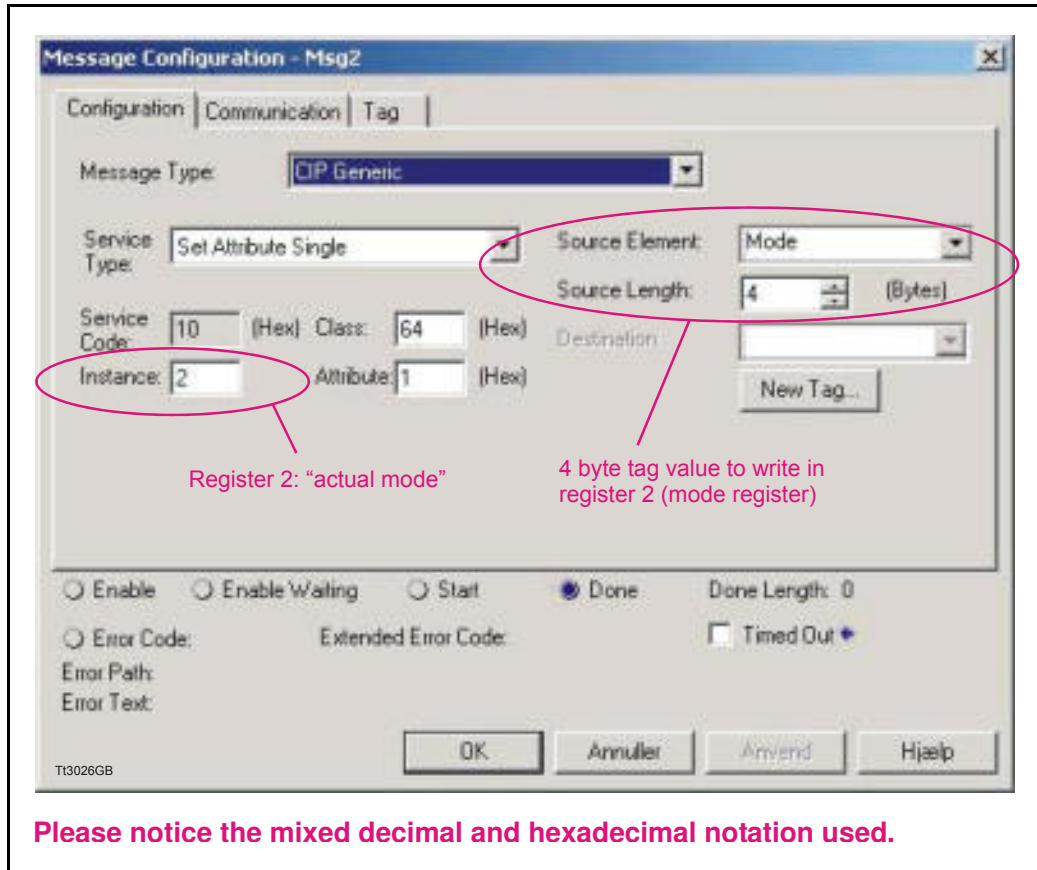 Message Configuration - Msg2
Configuration Communication Tag
Message Type: CIP Generic
Service Type: Set Attribute Single
Source Element: Mode
Source Length: 4 (Bytes)
Service Code: 10 (Hex) Class: 64 (Hex)
Destination
Instance: 2 Attribute: 1 (Hex)
New Tag...
Register 2: “actual mode”
4 byte tag value to write in
register 2 (mode register)
Enable Enable Waiting Start Done Done Length: 0
Error Code: Extended Error Code: Timed Out
Error Path:
Error Text:
OK Annuller Anvend Hjælp
Tt3026GB
Please notice the mixed decimal and hexadecimal notation used.